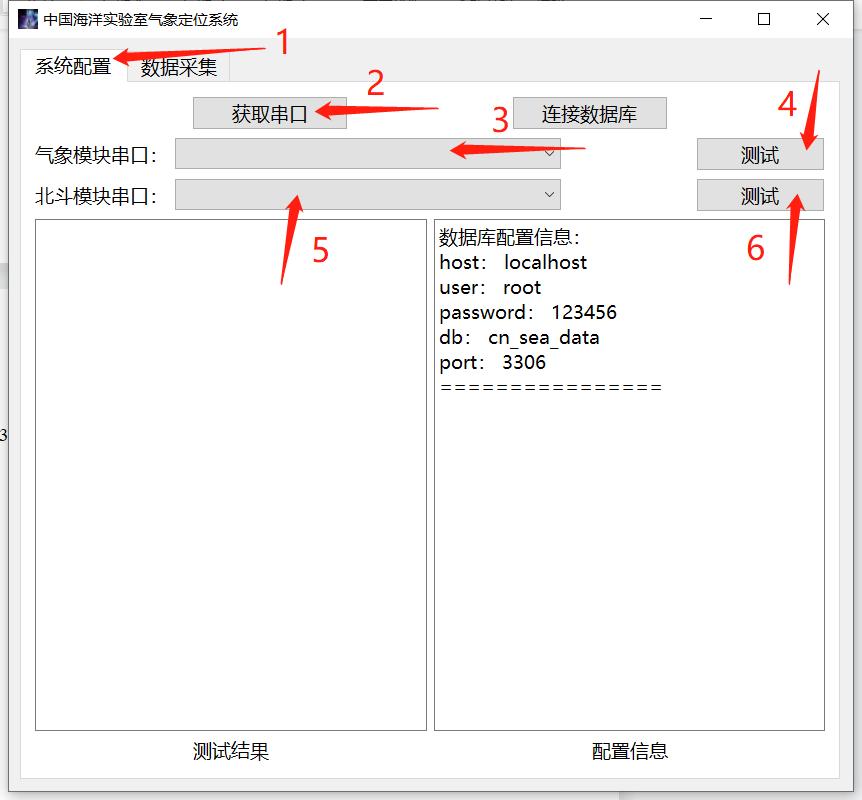 中国海洋实验室气象定位系统
1
系统配置 数据采集
2
获取串口 连接数据库
3
4
气象模块串口： 测试
北斗模块串口： 测试
5
6
数据库配置信息：
host： localhost
user： root
password： 123456
db： cn_sea_data
port： 3306
================
3
测试结果 配置信息